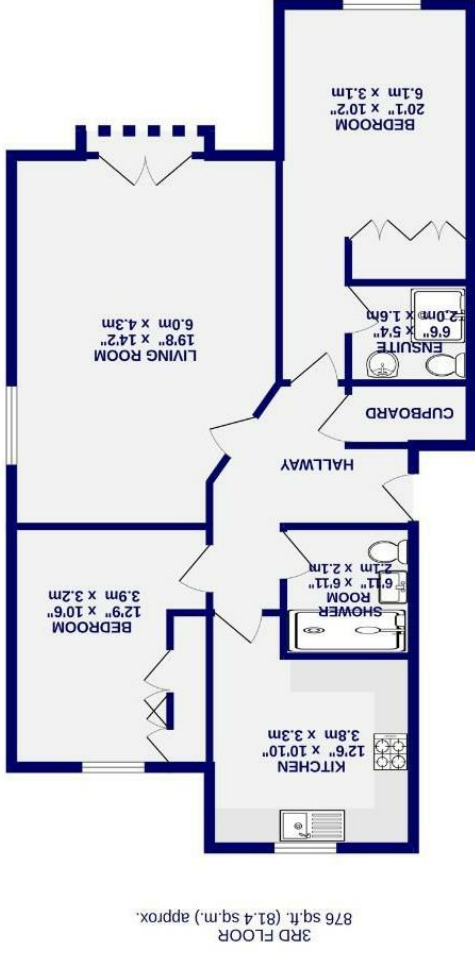 3RD FLOOR
876 sq.ft. (81.4 sq.m.) approx.
KITCHEN
12'6" x 10'10"
3.8m x 3.3m
SHOWER
ROOM
6'11" x 6'11"
2.1m x 2.1m
BEDROOM
12'9" x 10'6"
3.9m x 3.2m
HALLWAY
CUPBOARD
LIVING ROOM
19'8" x 14'2"
6.0m x 4.3m
ENSUITE
6'6" x 5'4"
2.0m x 1.6m
BEDROOM
20'1" x 10'2"
6.1m x 3.1m